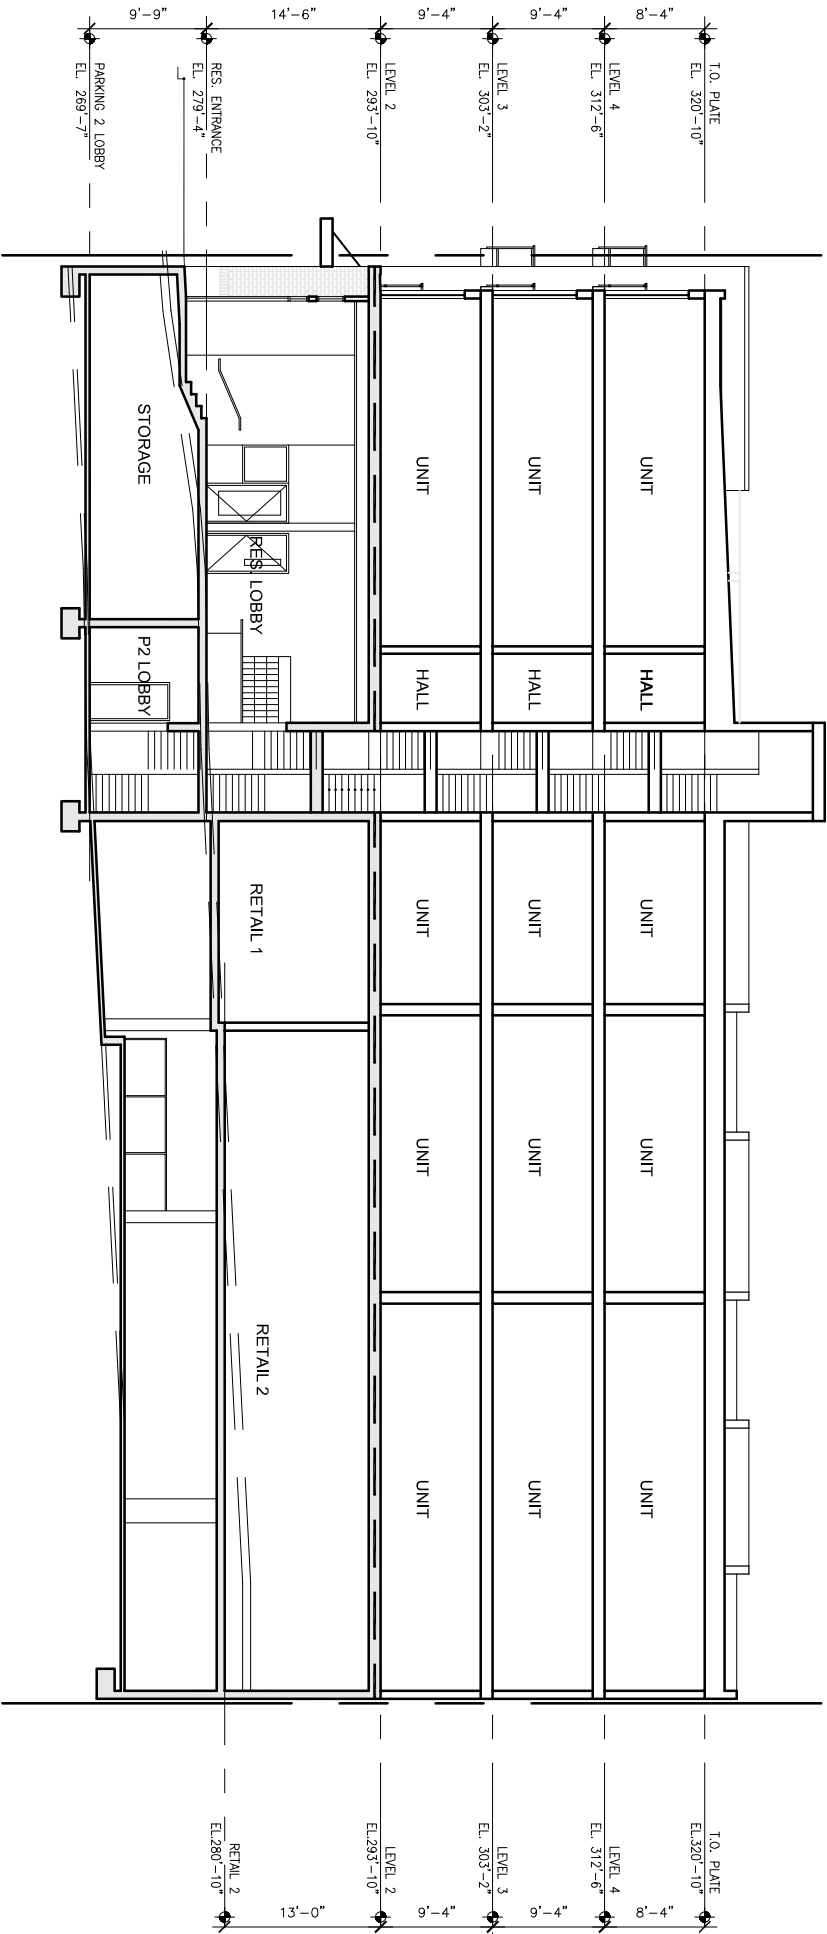 9'-9"
14'-6"
9'-4"
9'-4"
8'-4"
PARKING 2 LOBBY
EL. 269'-7"
RES. ENTRANCE
EL. 279'-4"
LEVEL 2
EL. 293'-10"
LEVEL 3
EL. 303'-2"
LEVEL 4
EL. 312'-6"
T.O. PLATE
EL. 320'-10"
UNIT
UNIT
UNIT
STORAGE
RES. LOBBY
P2 LOBBY
HALL
HALL
HALL
RETAIL 1
UNIT
UNIT
UNIT
UNIT
UNIT
UNIT
RETAIL 2
UNIT
UNIT
UNIT
RETAIL 2
EL.280'-10"
LEVEL 2
EL.293'-10"
LEVEL 3
EL. 303'-2"
LEVEL 4
EL. 312'-6"
T.O. PLATE
EL.320'-10"
13'-0"
9'-4"
9'-4"
8'-4"